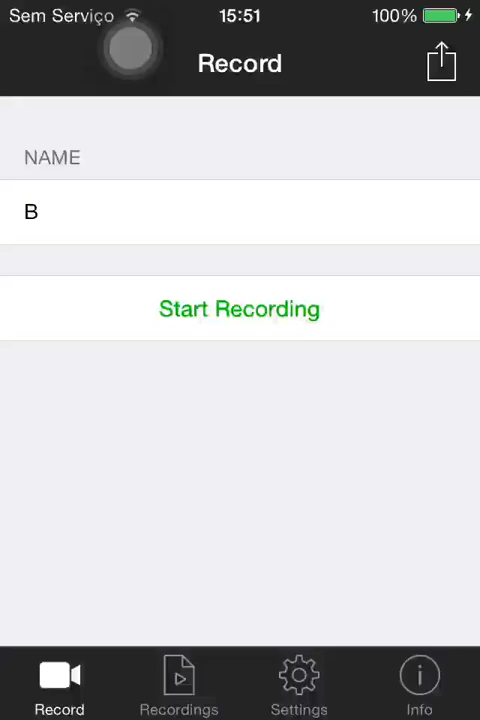 Sem Serviço 15:51 100%
Record
NAME
B
Start Recording
Record Recordings Settings Info